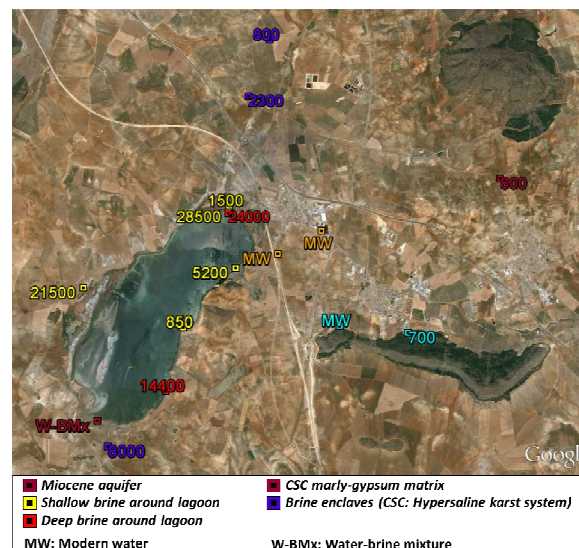 800
2300
800
1500
28500 24000
MW
MW
5200
21500
850
MW
700
14400
W-BMx
8000
Google
Miocene aquifer CSC marly-gypsum matrix
Shallow brine around lagoon Brine enclaves (CSC: Hypersaline karst system)
Deep brine around lagoon
MW: Modern water W-BMx: Water-brine mixture